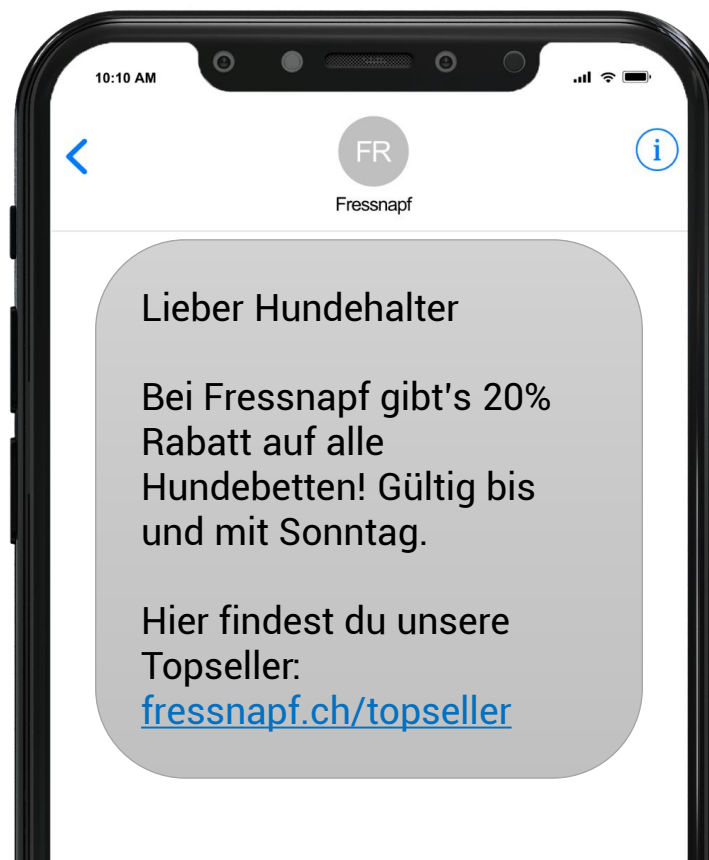 10:10 AM
FR
i
Fressnapf
Lieber Hundehalter
Bei Fressnapf gibt's 20%
Rabatt auf alle
Hundebetten! Gültig bis
und mit Sonntag.
Hier findest du unsere
Topseller:
fressnapf.ch/topseller